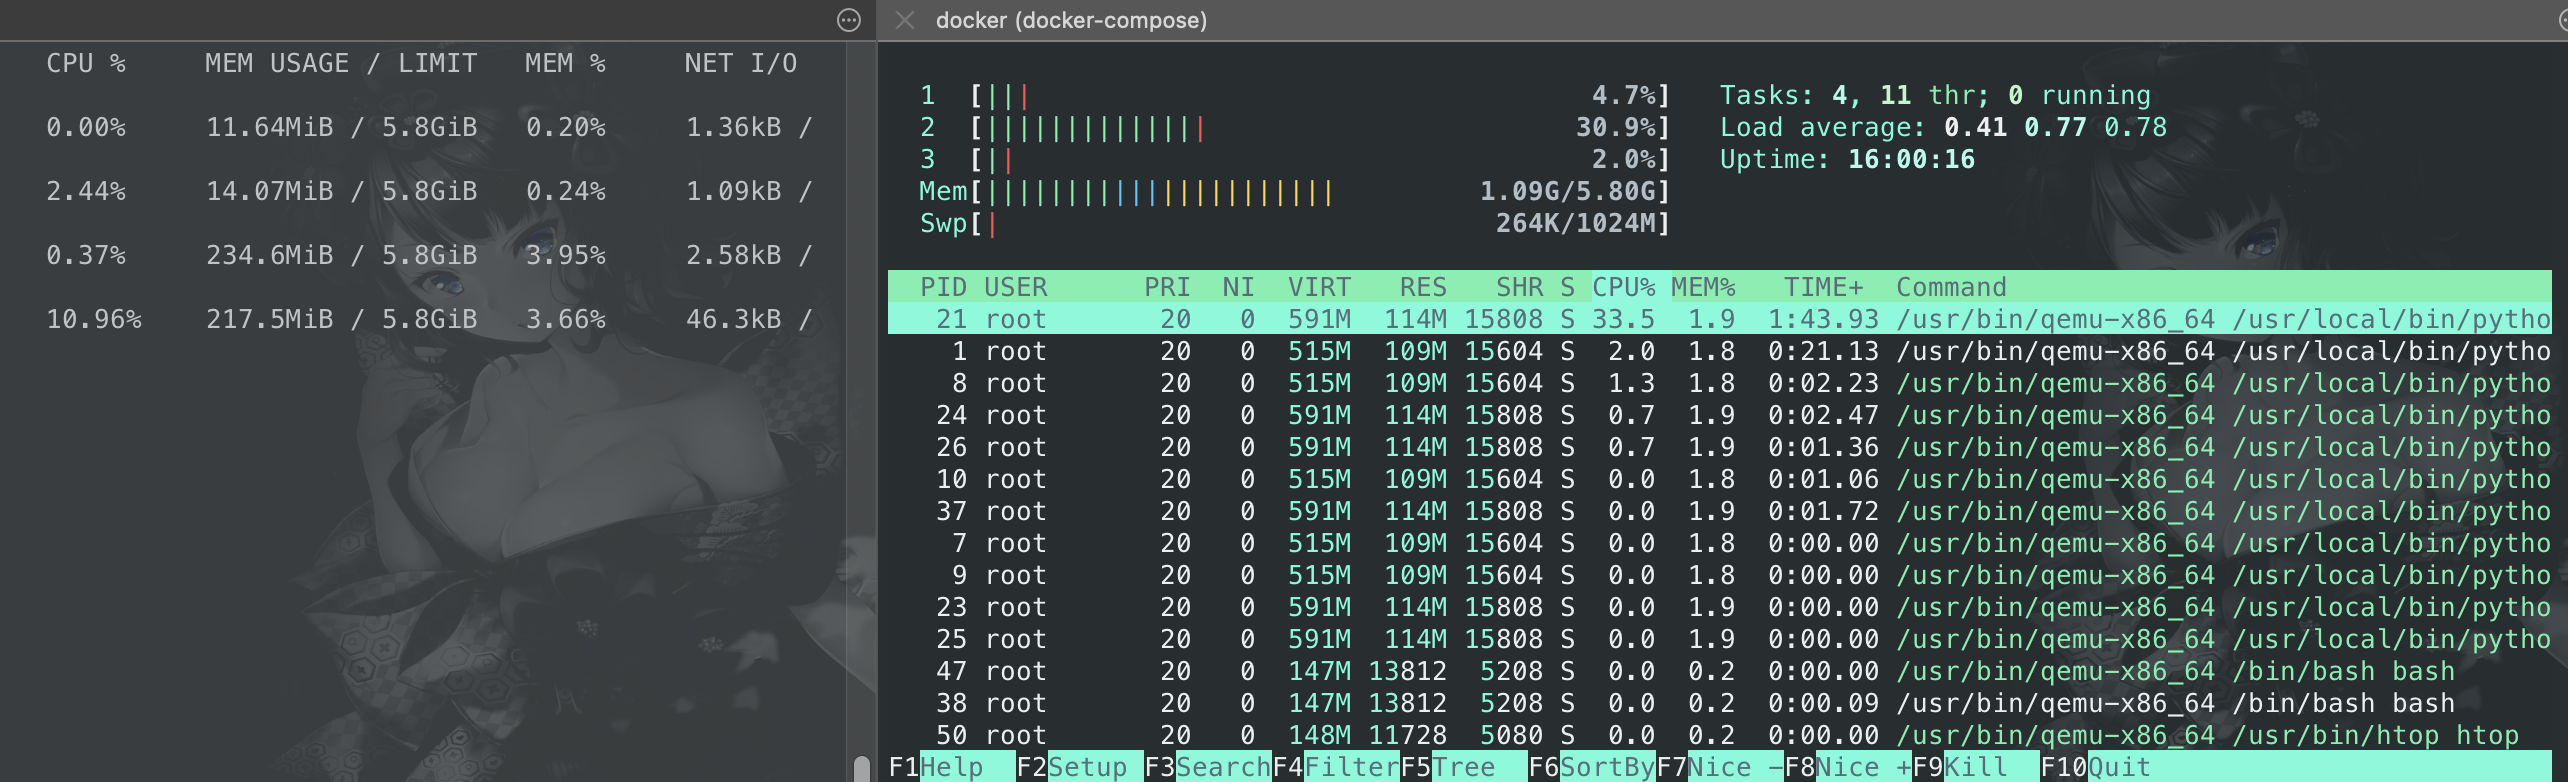 docker (docker-compose)
CPU % MEM USAGE / LIMIT MEM % NET I/O
0.00% 11.64MiB / 5.8GiB 0.20% 1.36kB /
2.44% 14.07MiB / 5.8GiB 0.24% 1.09kB /
0.37% 234.6MiB / 5.8GiB 3.95% 2.58kB /
10.96% 217.5MiB / 5.8GiB 3.66% 46.3kB /
1 [||| 4.7%] Tasks: 4, 11 thr; 0 running
2 [|||||||||||||| 30.9%] Load average: 0.41 0.77 0.78
3 [|| 2.0%] Uptime: 16:00:16
Mem[|||||||||||||||||||||| 1.09G/5.80G]
Swp[| 264K/1024M]
PID USER PRI NI VIRT RES SHR S CPU% MEM% TIME+ Command
21 root 20 0 591M 114M 15808 S 33.5 1.9 1:43.93 /usr/bin/qemu-x86_64 /usr/local/bin/pytho
1 root 20 0 515M 109M 15604 S 2.0 1.8 0:21.13 /usr/bin/qemu-x86_64 /usr/local/bin/pytho
8 root 20 0 515M 109M 15604 S 1.3 1.8 0:02.23 /usr/bin/qemu-x86_64 /usr/local/bin/pytho
24 root 20 0 591M 114M 15808 S 0.7 1.9 0:02.47 /usr/bin/qemu-x86_64 /usr/local/bin/pytho
26 root 20 0 591M 114M 15808 S 0.7 1.9 0:01.36 /usr/bin/qemu-x86_64 /usr/local/bin/pytho
10 root 20 0 515M 109M 15604 S 0.0 1.8 0:01.06 /usr/bin/qemu-x86_64 /usr/local/bin/pytho
37 root 20 0 591M 114M 15808 S 0.0 1.9 0:01.72 /usr/bin/qemu-x86_64 /usr/local/bin/pytho
7 root 20 0 515M 109M 15604 S 0.0 1.8 0:00.00 /usr/bin/qemu-x86_64 /usr/local/bin/pytho
9 root 20 0 515M 109M 15604 S 0.0 1.8 0:00.00 /usr/bin/qemu-x86_64 /usr/local/bin/pytho
23 root 20 0 591M 114M 15808 S 0.0 1.9 0:00.00 /usr/bin/qemu-x86_64 /usr/local/bin/pytho
25 root 20 0 591M 114M 15808 S 0.0 1.9 0:00.00 /usr/bin/qemu-x86_64 /usr/local/bin/pytho
47 root 20 0 147M 13812 5208 S 0.0 0.2 0:00.00 /usr/bin/qemu-x86_64 /bin/bash bash
38 root 20 0 147M 13812 5208 S 0.0 0.2 0:00.09 /usr/bin/qemu-x86_64 /bin/bash bash
50 root 20 0 148M 11728 5080 S 0.0 0.2 0:00.00 /usr/bin/qemu-x86_64 /usr/bin/htop htop
F1Help F2Setup F3SearchF4FilterF5Tree F6SortByF7Nice -F8Nice +F9Kill F10Quit